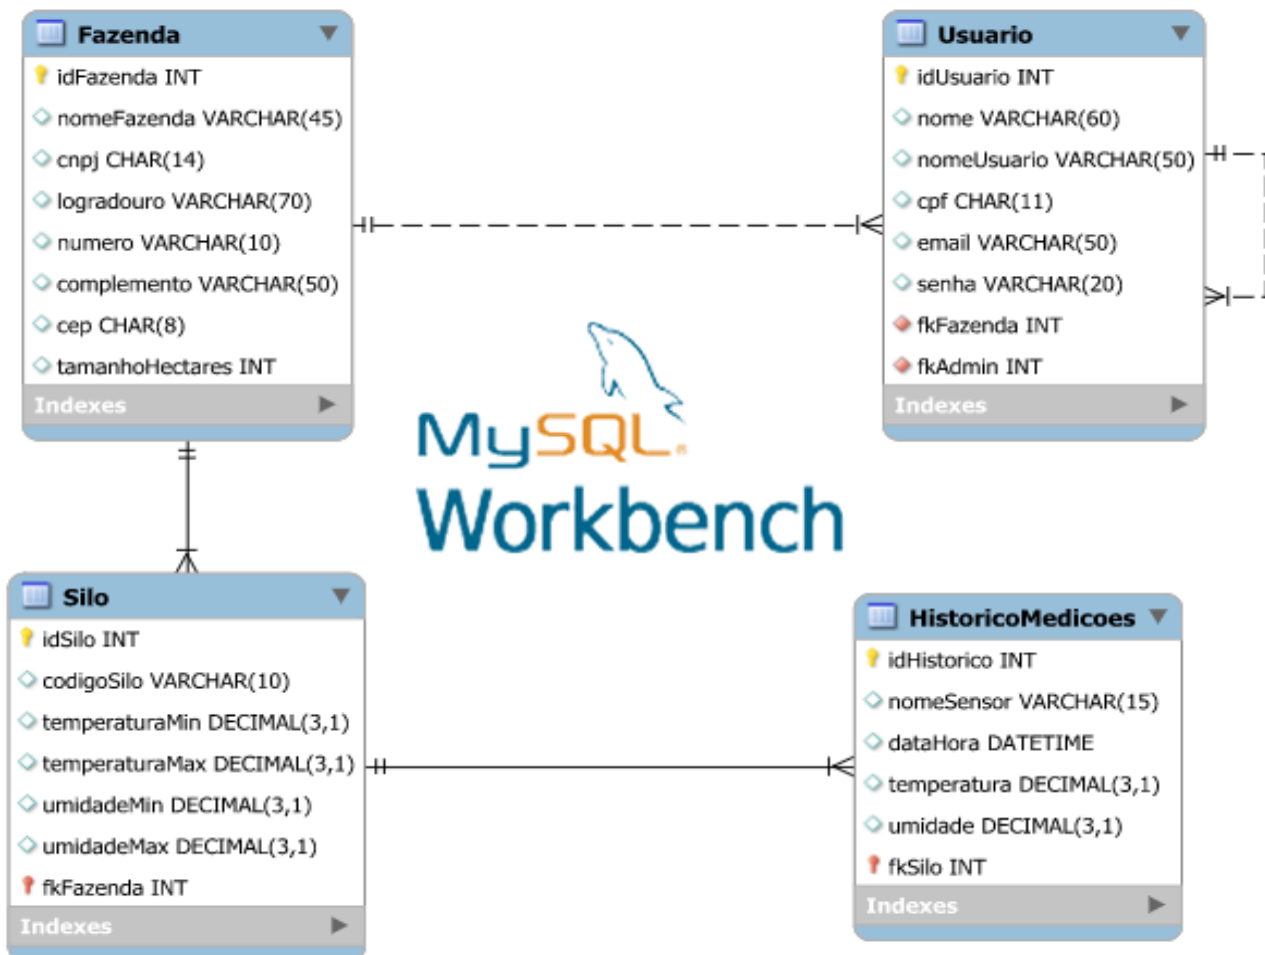 Fazenda
idFazenda INT
nomeFazenda VARCHAR(45)
cnpj CHAR(14)
logradouro VARCHAR(70)
numero VARCHAR(10)
complemento VARCHAR(50)
cep CHAR(8)
tamanhoHectares INT
Indexes
Usuario
idUsuario INT
nome VARCHAR(60)
nomeUsuario VARCHAR(50)
cpf CHAR(11)
email VARCHAR(50)
senha VARCHAR(20)
fkFazenda INT
fkAdmin INT
Indexes
MySQL®
Workbench
Silo
idSilo INT
codigoSilo VARCHAR(10)
temperaturaMin DECIMAL(3,1)
temperaturaMax DECIMAL(3,1)
umidadeMin DECIMAL(3,1)
umidadeMax DECIMAL(3,1)
fkFazenda INT
Indexes
HistoricoMedicoes
idHistorico INT
nomeSensor VARCHAR(15)
dataHora DATETIME
temperatura DECIMAL(3,1)
umidade DECIMAL(3,1)
fkSilo INT
Indexes